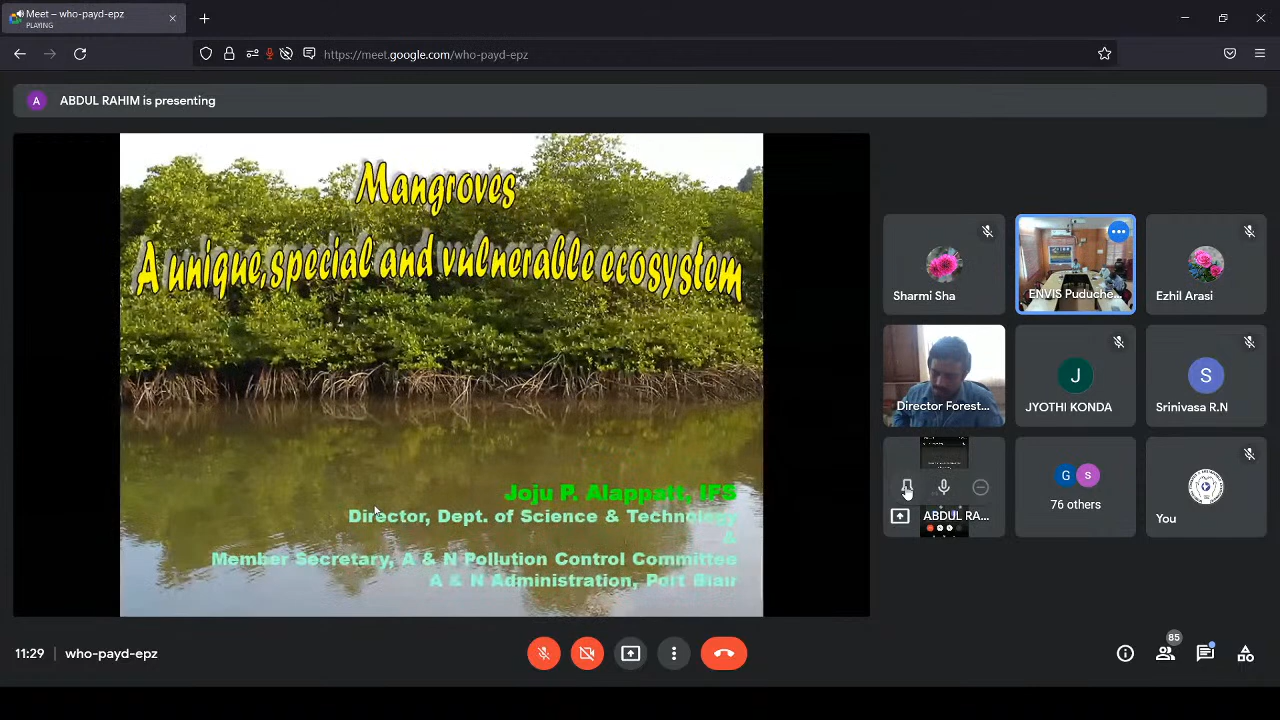 Meet – who-payd-epz
PLAYING
https://meet.google.com/who-payd-epz
A
ABDUL RAHIM is presenting
Mangroves
A unique,special and vulnerable ecosystem
Joju P. Alappatt, IFS
Director, Dept. of Science & Technology
&
Member Secretary, A & N Pollution Control Committee
A & N Administration, Port Blair
Sharmi Sha
ENVIS Puduche...
Ezhil Arasi
Director Forest...
J
JYOTHI KONDA
S
Srinivasa R.N
ABDUL RA...
G
S
76 others
You
11:29
who-payd-epz
85